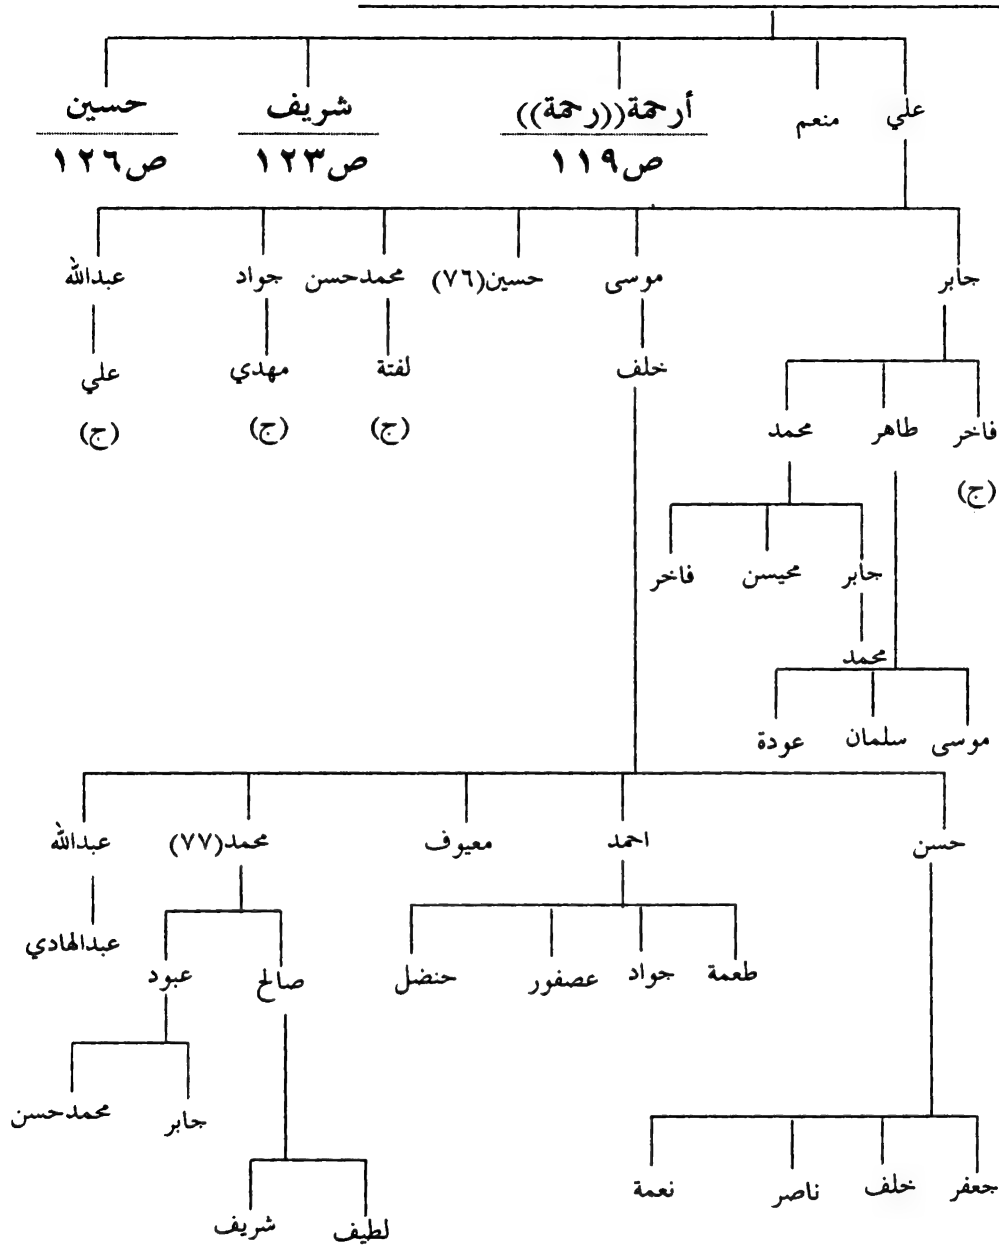 علي منعم أرحمة((رحمة)) شريف حسين
ص١١٩ ص١٢٣ ص١٢٦
جابر موسى حسين(٧٦) محمدحسن جواد عبدالله
خلف لفتة مهدي علي
فاخر طاهر محمد (ج) (ج) (ج)
(ج)
جابر محيسن فاخر
محمد
موسى سلمان عودة
حسن احمد معيوف محمد(٧٧) عبدالله
عبدالهادي
طعمة جواد عصفور حنضل صالح عبود
جابر محمدحسن
جعفر خلف ناصر نعمة
لطيف شريف